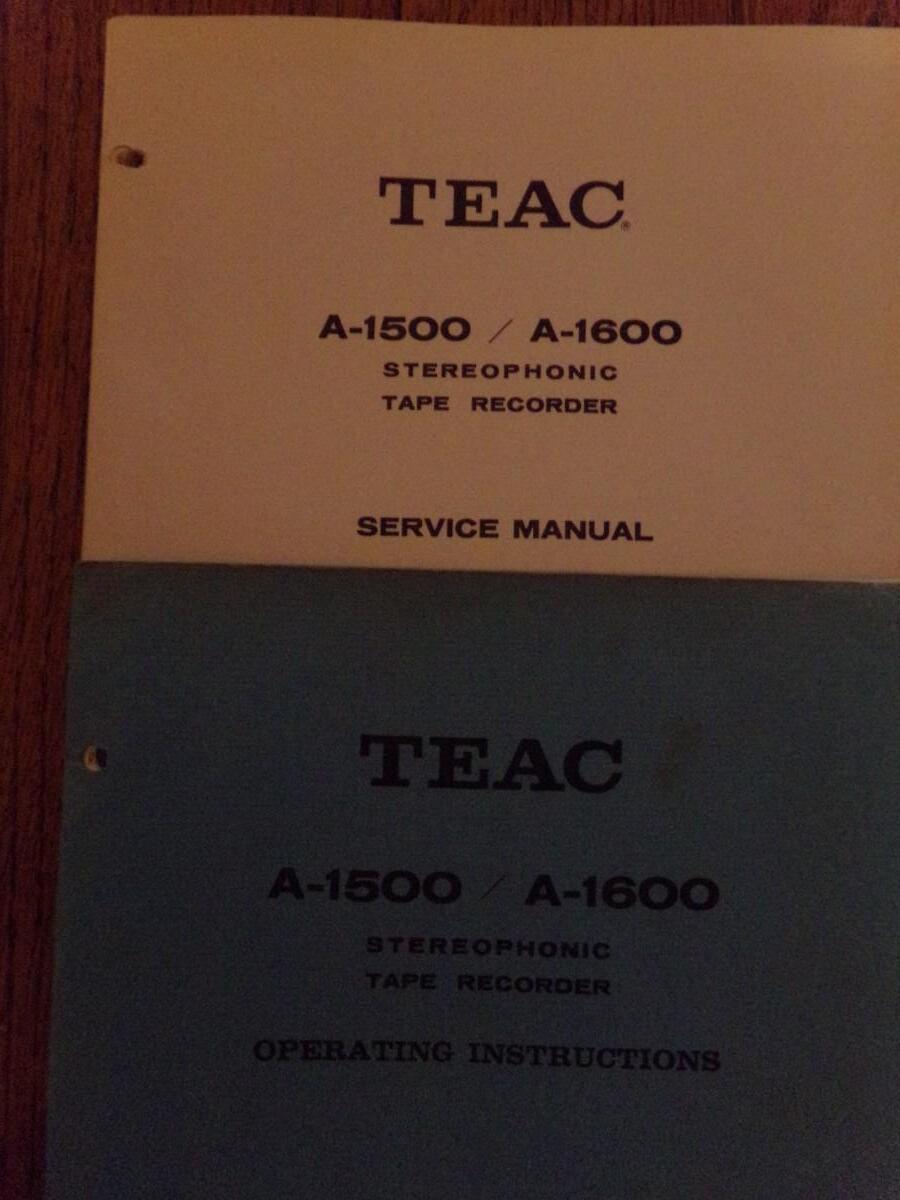 TEAC®
A-1500 / A-1600
STEREOPHONIC
TAPE RECORDER
SERVICE MANUAL
TEAC
A-1500 / A-1600
STEREOPHONIC
TAPE RECORDER
OPERATING INSTRUCTIONS